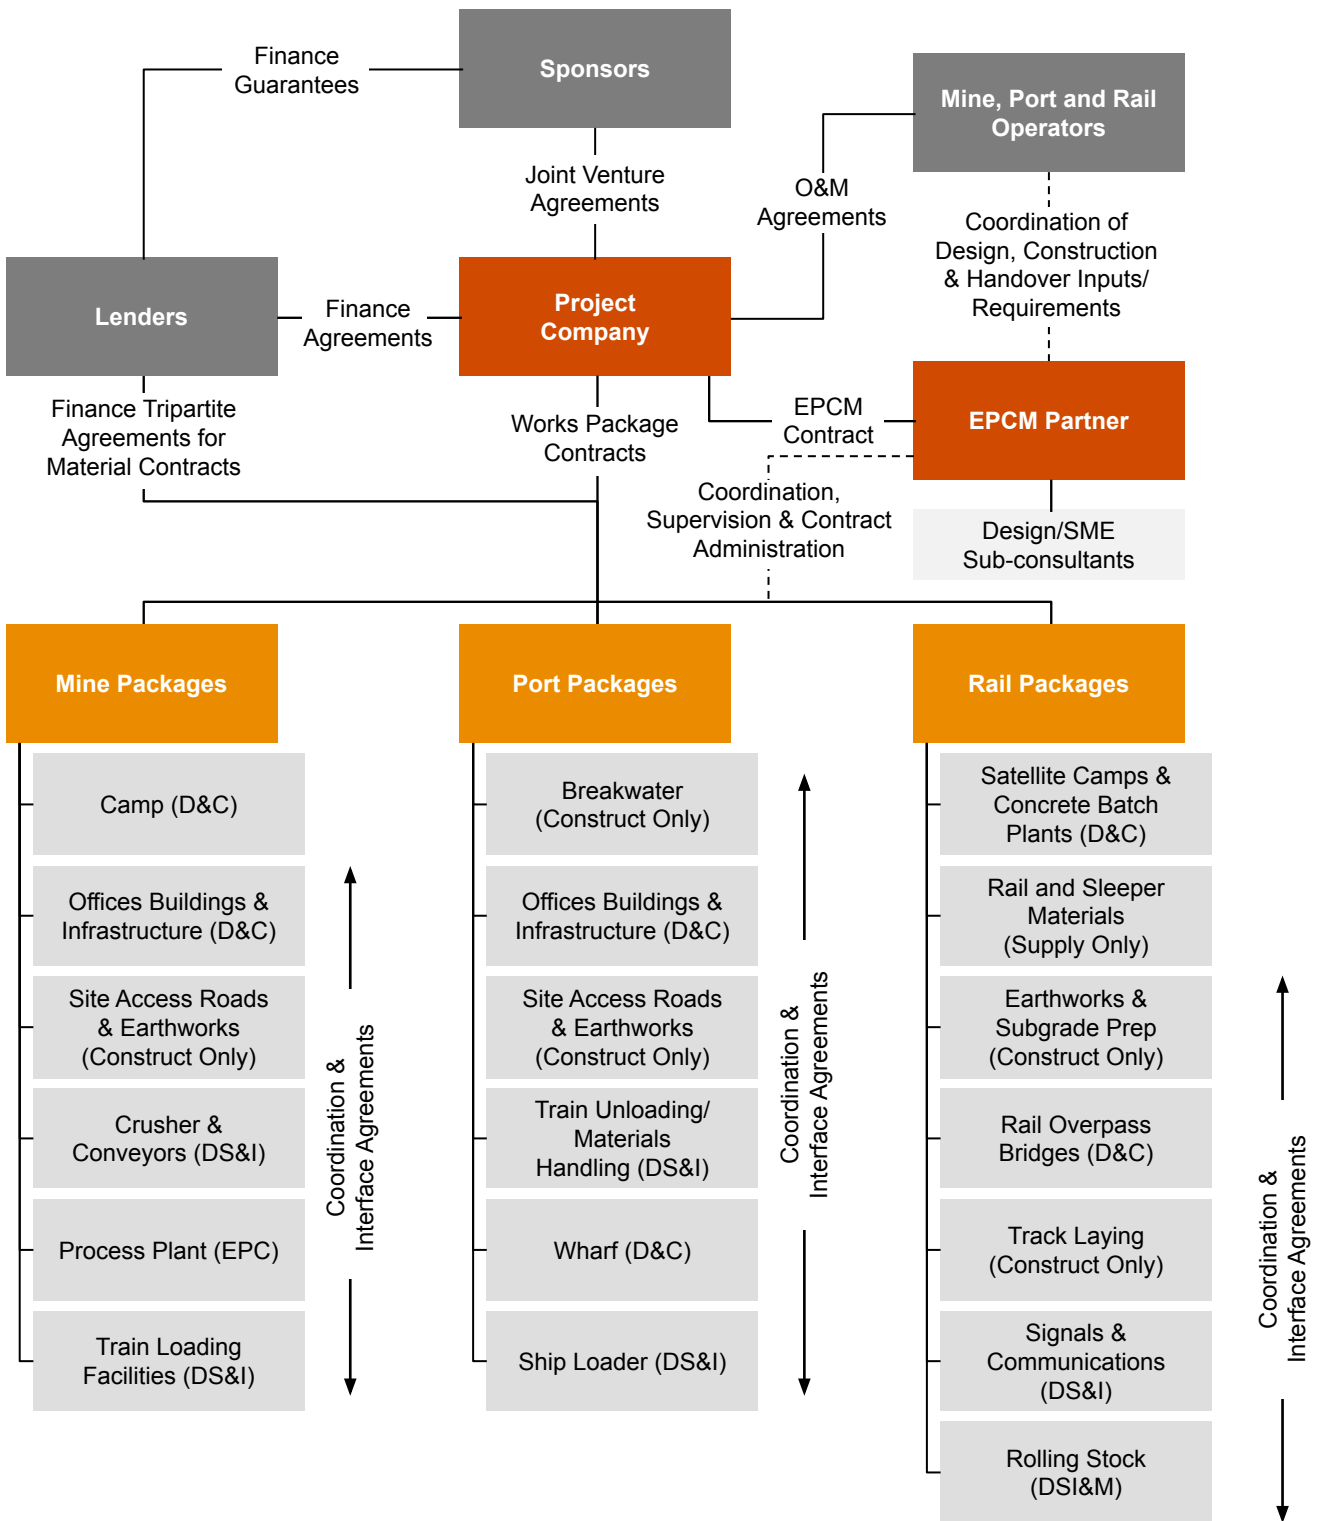 Finance
Guarantees
Sponsors
Mine, Port and Rail
Operators
Joint Venture
Agreements
O&M
Agreements
Coordination of
Design, Construction
& Handover Inputs/
Requirements
Lenders
Finance
Agreements
Project
Company
Finance Tripartite
Agreements for
Material Contracts
Works Package
Contracts
EPCM
Contract
EPCM Partner
Coordination,
Supervision & Contract
Administration
Design/SME
Sub-consultants
Mine Packages
Port Packages
Rail Packages
Camp (D&C)
Offices Buildings &
Infrastructure (D&C)
Site Access Roads
& Earthworks
(Construct Only)
Crusher &
Conveyors (DS&I)
Process Plant (EPC)
Train Loading
Facilities (DS&I)
Coordination &
Interface Agreements
Breakwater
(Construct Only)
Offices Buildings &
Infrastructure (D&C)
Site Access Roads
& Earthworks
(Construct Only)
Train Unloading/
Materials
Handling (DS&I)
Wharf (D&C)
Ship Loader (DS&I)
Coordination &
Interface Agreements
Satellite Camps &
Concrete Batch
Plants (D&C)
Rail and Sleeper
Materials
(Supply Only)
Earthworks &
Subgrade Prep
(Construct Only)
Rail Overpass
Bridges (D&C)
Track Laying
(Construct Only)
Signals &
Communications
(DS&I)
Rolling Stock
(DSI&M)
Coordination &
Interface Agreements